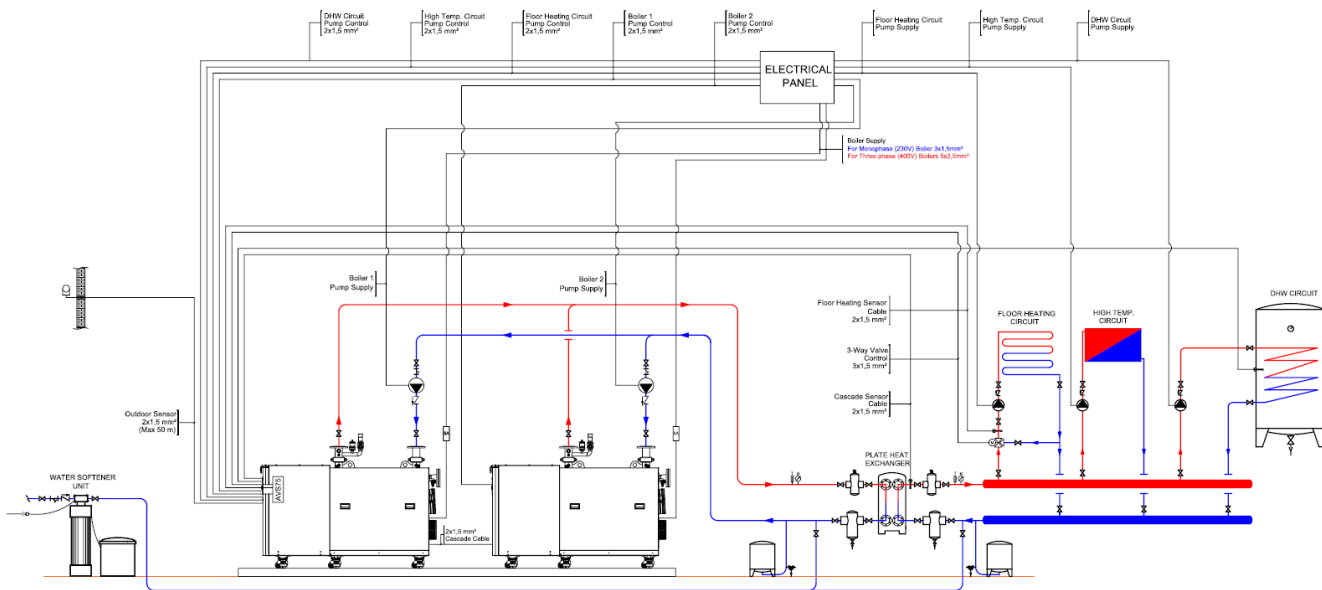 DHW Circuit
Pump Control
2x1,5 mm²
High Temp. Circuit
Pump Control
2x1,5 mm²
Floor Heating Circuit
Pump Control
2x1,5 mm²
Boiler 1
Pump Control
2x1,5 mm²
Boiler 2
Pump Control
2x1,5 mm²
Floor Heating Circuit
Pump Supply
High Temp. Circuit
Pump Supply
DHW Circuit
Pump Supply
ELECTRICAL
PANEL
Boiler Supply
For Monophase (230V) Boiler 3x1,5mm²
For Three-phase (400V) Boilers 5x2,5mm²
Boiler 1
Pump Supply
Boiler 2
Pump Supply
Floor Heating Sensor
Cable
2x1,5 mm²
3-Way Valve
Control
3x1,5 mm²
Cascade Sensor
Cable
2x1,5 mm²
FLOOR HEATING
CIRCUIT
HIGH TEMP.
CIRCUIT
DHW CIRCUIT
Outdoor Sensor
2x1,5 mm²
(Max 50 m)
WATER SOFTENER
UNIT
AVS75
2x1,5 mm²
Cascade Cable
PLATE HEAT
EXCHANGER